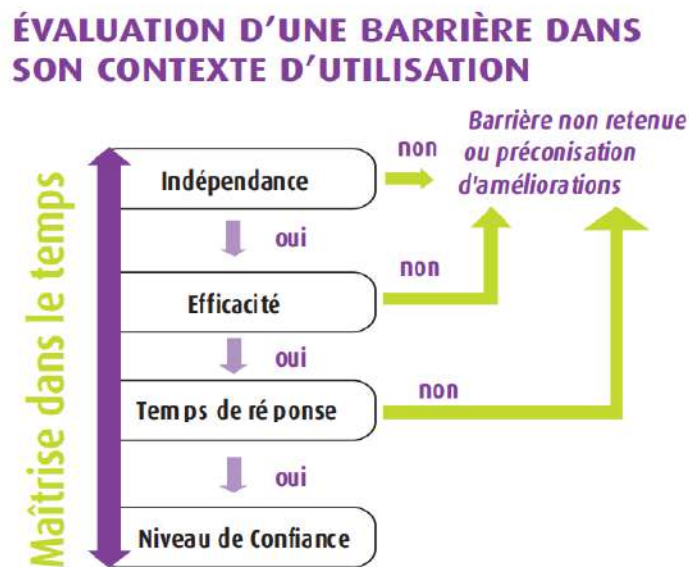 ÉVALUATION D'UNE BARRIÈRE DANS
SON CONTEXTE D'UTILISATION
Maîtrise dans le temps
Indépendance
non
Barrière non retenue
ou préconisation
d'améliorations
oui
Efficacité
non
oui
Temps de réponse
non
oui
Niveau de Confiance